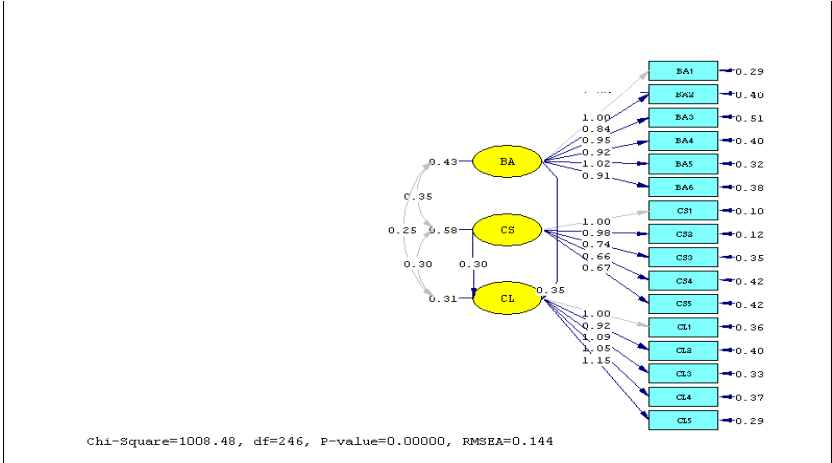 BA1 0.29
BA2 0.40
1.00 BA3 0.51
0.84
0.95 BA4 0.40
0.92
0.43 BA 1.02 BA5 0.32
0.91
BA6 0.38
0.35
CS1 0.10
1.00
0.25 0.58 CS 0.98 CS2 0.12
0.74
0.66 CS3 0.35
0.30 0.30 0.67
CS4 0.42
0.35
0.31 CL CS5 0.42
1.00
0.92 CL1 0.36
1.09
1.05 CL2 0.40
1.15
CL3 0.33
CL4 0.37
CL5 0.29
Chi-Square=1008.48, df=246, P-value=0.00000, RMSEA=0.144